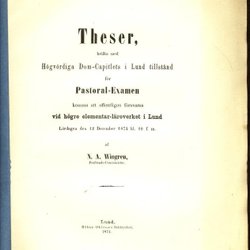 Theser,
hvilka med
Högvördiga Dom-Capitlets i Lund tillstånd
för
Pastoral-Examen
komma att offentligen försvaras
vid högre elementar-läroverket i Lund
Lördagen den 12 December 1874 kl. 10 f. m.
af
N. A. Wingren,
Lund,
1874.